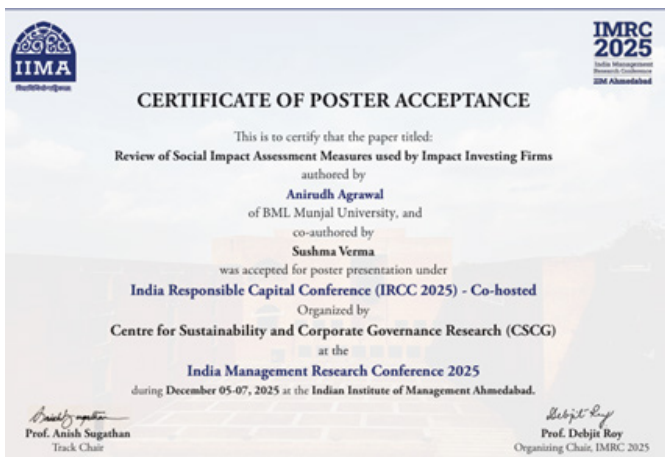 IIMA
IMRC
2025
India Management
Research Conference
IIM Ahmedabad
CERTIFICATE OF POSTER ACCEPTANCE
This is to certify that the paper titled:
Review of Social Impact Assessment Measures used by Impact Investing Firms
authored by
Anirudh Agrawal
of BML Munjal University, and
co-authored by
Sushma Verma
was accepted for poster presentation under
India Responsible Capital Conference (IRCC 2025) - Co-hosted
Organized by
Centre for Sustainability and Corporate Governance Research (CSCG)
at the
India Management Research Conference 2025
during December 05-07, 2025 at the Indian Institute of Management Ahmedabad.
Debjit Roy
Prof. Anish Sugathan
Track Chair
Prof. Debjit Roy
Organizing Chair, IMRC 2025